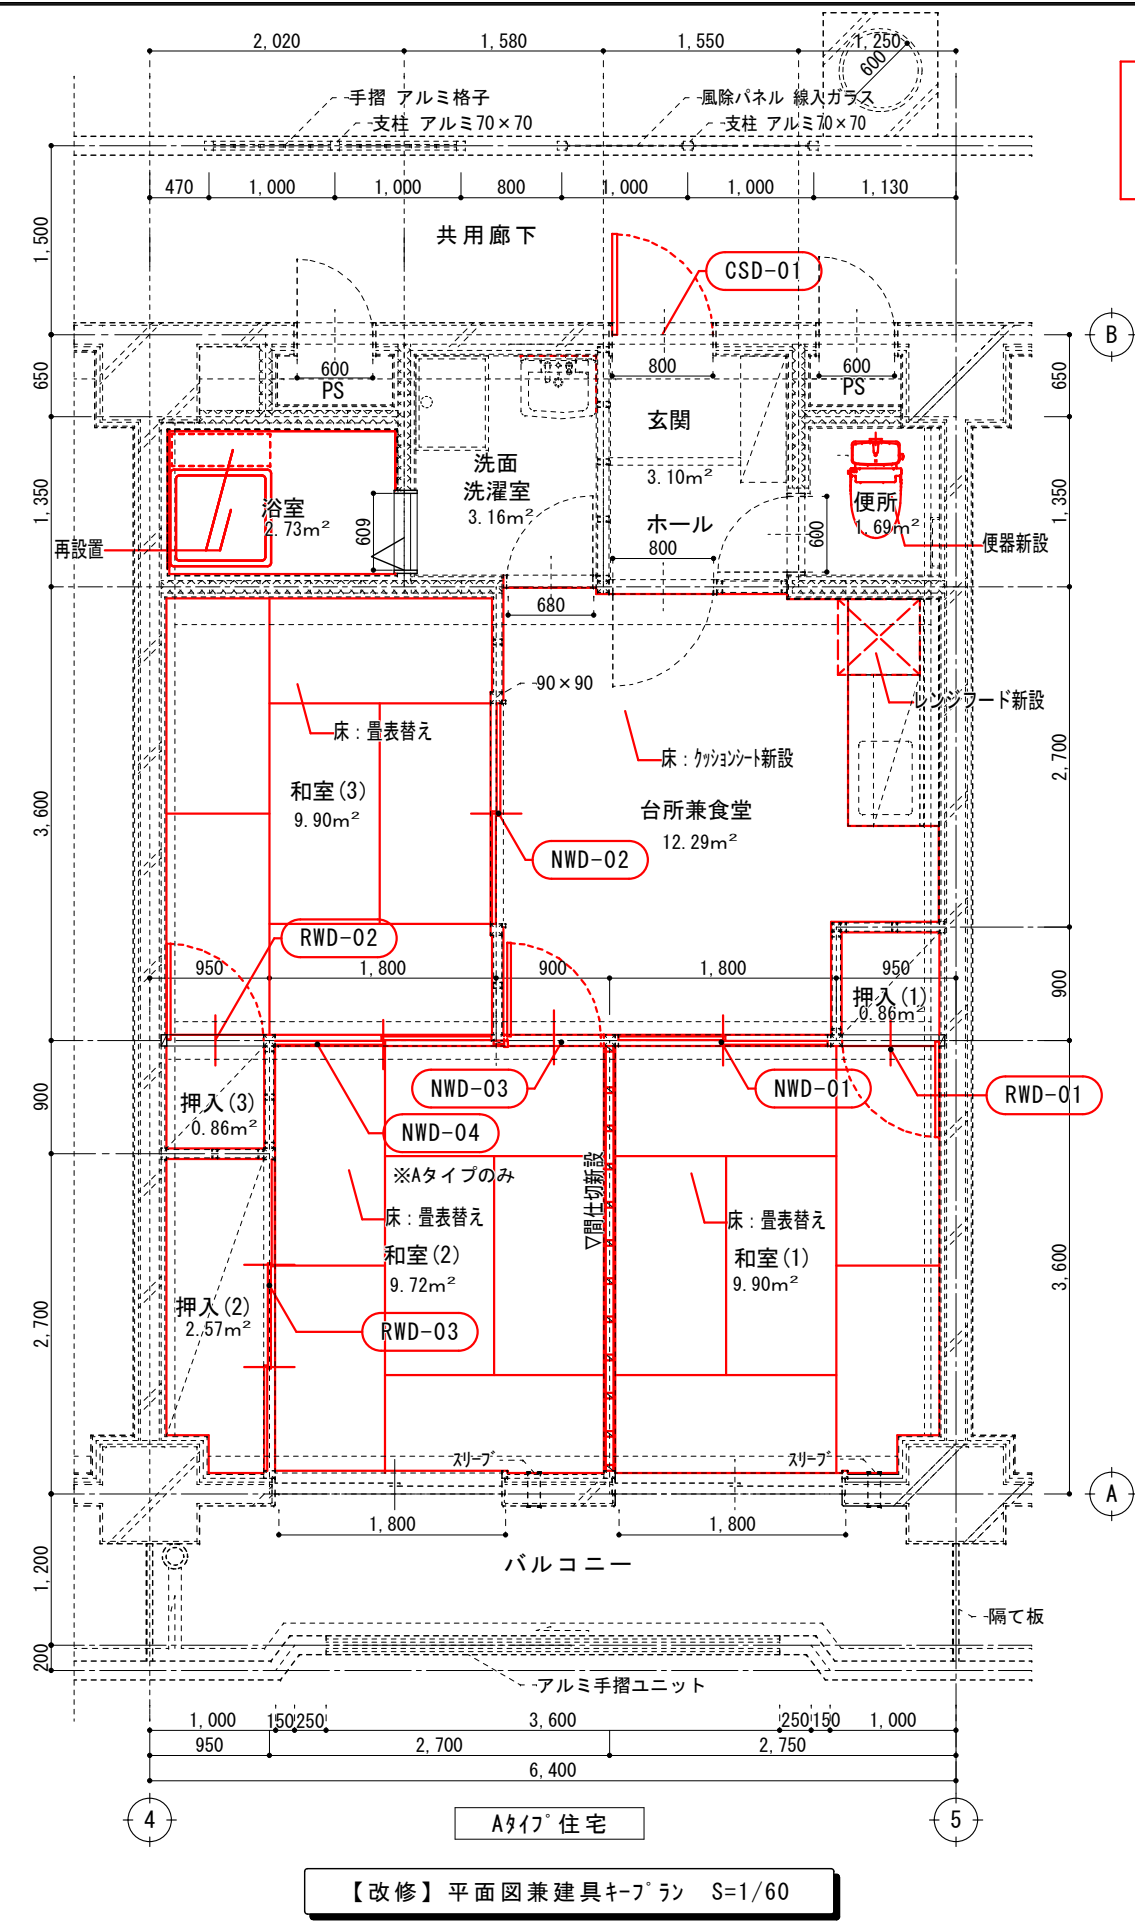 2,020 1,580 1,550 1,250
600
手摺 アルミ格子
支柱 アルミ70×70
風除パネル 線入ガラス
支柱 アルミ70×70
470 1,000 1,000 800 1,000 1,000 1,130
1,500
共用廊下
CSD-01
B
650
600
PS
800
600
PS
650
玄関
3.10m²
洗面
洗濯室
3.16m²
浴室
2.73m²
609
再設置
1,350
ホール
800
600
便所
1.69m²
便器新設
1,350
680
90×90
床:畳表替え
和室(3)
9.90m²
3,600
レンジフード新設
床:クッションシート新設
台所兼食堂
12.29m²
2,700
NWD-02
RWD-02
950 1,800 900 1,800 950
押入(1)
0.86m²
900
NWD-03
NWD-01
RWD-01
NWD-04
押入(3)
0.86m²
900
※Aタイプのみ
床:畳表替え
和室(2)
9.72m²
▽間仕切新設
床:畳表替え
和室(1)
9.90m²
3,600
押入(2)
2.57m²
2,700
RWD-03
スリーブ
スリーブ
A
1,800
1,800
バルコニー
1,200
200
隔て板
アルミ手摺ユニット
1,000 150 250 3,600 250 150 1,000
950 2,700 2,750
6,400
4
5
Aタイプ住宅
【改修】平面図兼建具キープラン S=1/60